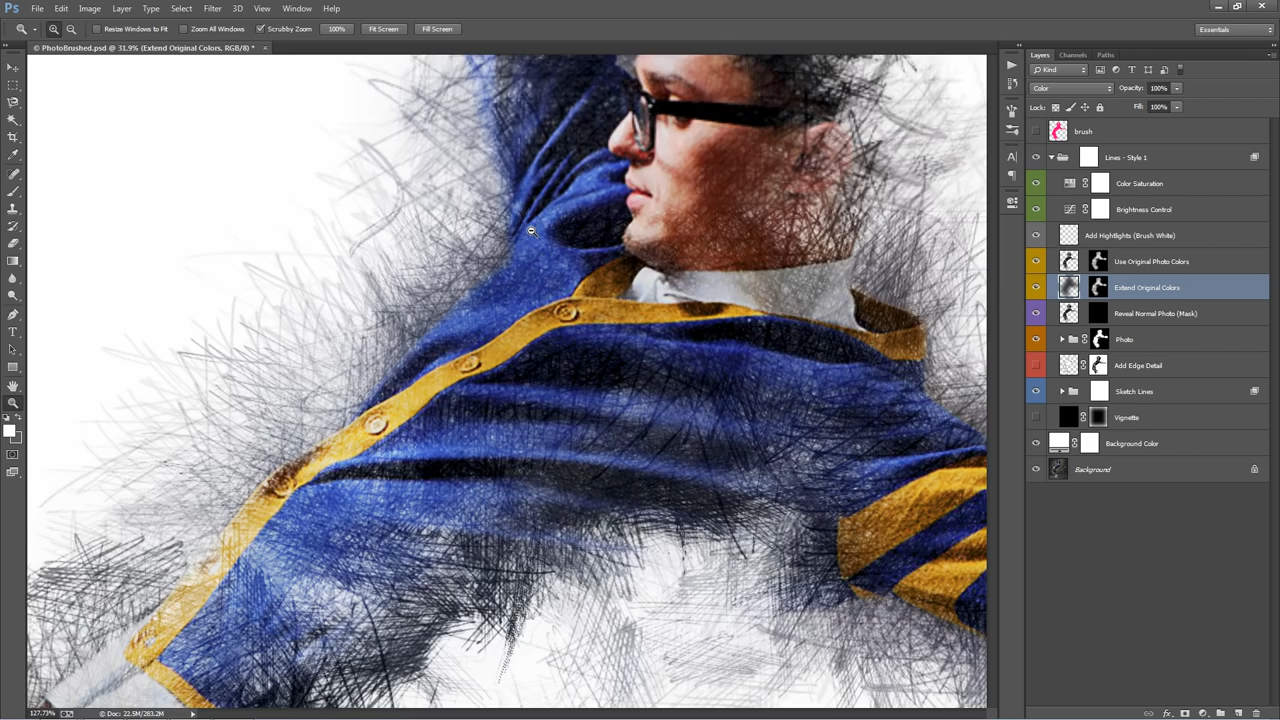 Ps File Edit Image Layer Type Select Filter 3D View Window Help
Resize Windows to Fit Zoom All Windows Scrubby Zoom 100% Fit Screen Fill Screen Essentials
© PhotoBrushed.psd @ 31.9% (Extend Original Colors, RGB/8) * ×
Layers Channels Paths
Kind
Color Opacity: 100%
Lock: Fill: 100%
brush
Lines - Style 1
Color Saturation
Brightness Control
Add Hightlights (Brush White)
Use Original Photo Colors
Extend Original Colors
Reveal Normal Photo (Mask)
Photo
Add Edge Detail
Sketch Lines
Vignette
Background Color
Background
127.73% © Doc: 22.5M/283.2M